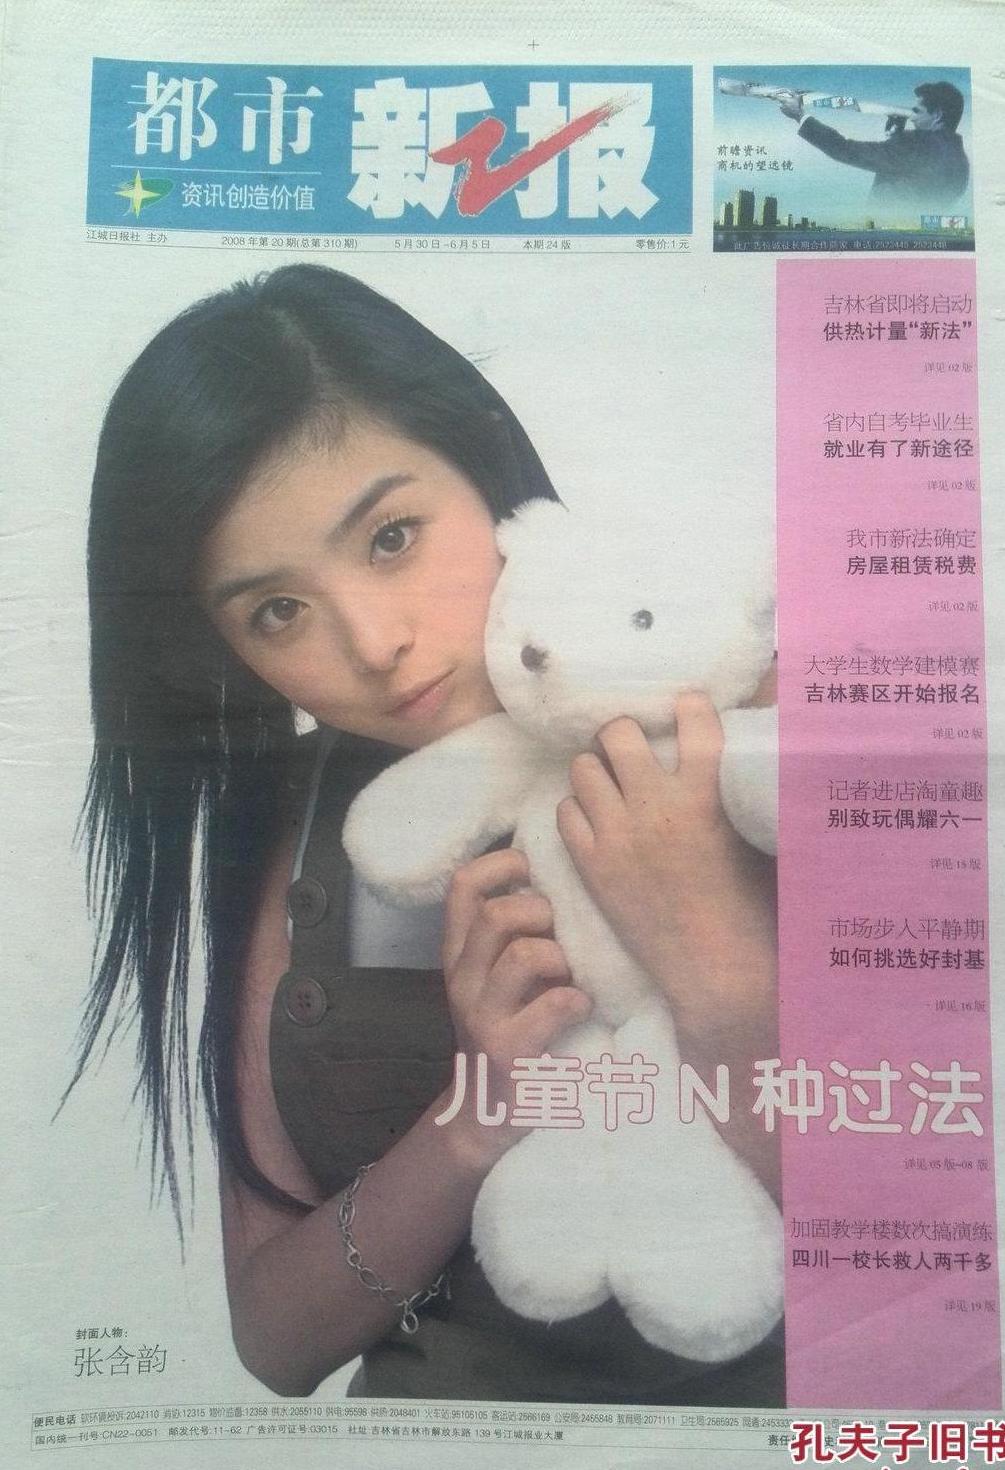 都市新报
资讯创造价值
前瞻资讯
商机的望远镜
江城日报社 主办 2008年第20期(总第310期) 5月30日-6月5日 本期24版 零售价:1元
吉林省即将启动
供热计量“新法”
详见02版
省内自考毕业生
就业有了新途径
详见02版
我市新法确定
房屋租赁税费
详见02版
大学生数学建模赛
吉林赛区开始报名
详见02版
记者进店淘童趣
别致玩偶耀六一
详见18版
市场步入平静期
如何挑选好封基
详见16版
儿童节N种过法
详见05版-08版
加固教学楼数次搞演练
四川一校长救人两千多
详见19版
封面人物:
张含韵
便民电话 软环境投诉:2042110 消协:12315 物价监督:12358 供水:2055110 供电:95598 供热:2048401 火车站:95105105 客运站:2566169 公安局:2455848 教育局:2071111 卫生局:2565925
国内统一刊号:CN22-0051 邮发代号:11-62 广告许可证号:03015 社址 吉林省吉林市解放东路139号江城报业大厦
孔夫子旧书